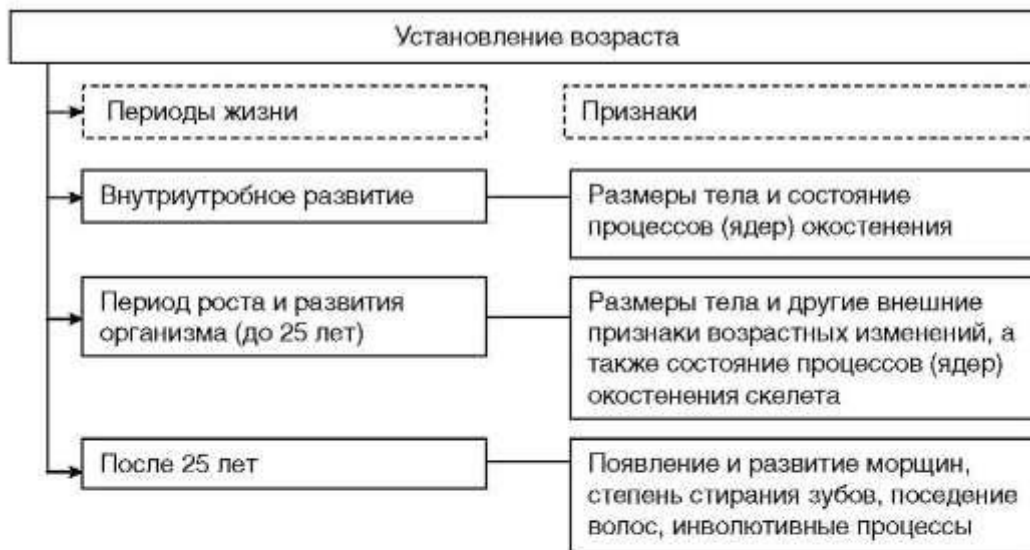 Установление возраста
Периоды жизни
Признаки
Внутриутробное развитие
Размеры тела и состояние
процессов (ядер) окостенения
Период роста и развития
организма (до 25 лет)
Размеры тела и другие внешние
признаки возрастных изменений, а
также состояние процессов (ядер)
окостенения скелета
После 25 лет
Появление и развитие морщин,
степень стирания зубов, поседение
волос, инволютивные процессы